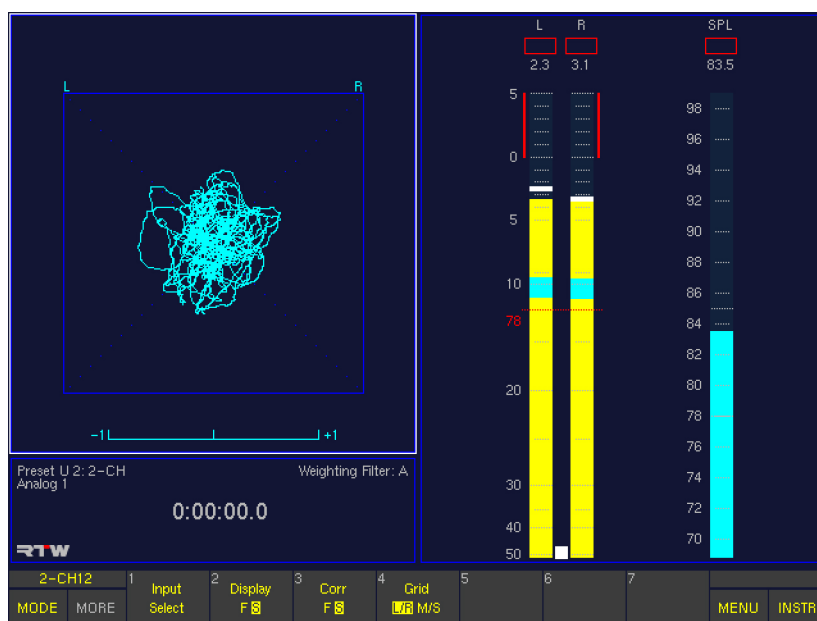 L R
-1 +1
Preset U 2: 2-CH Weighting Filter: A
Analog 1
0:00:00.0
RTW
L R SPL
2.3 3.1 83.5
5
0
5
10
78
20
30
40
50
98
96
94
92
90
88
86
84
82
80
78
76
74
72
70
2-CH12
MODE MORE
1 Input
Select
2 Display
F S
3 Corr
F S
4 Grid
L/R M/S
5
6
7
MENU INSTR